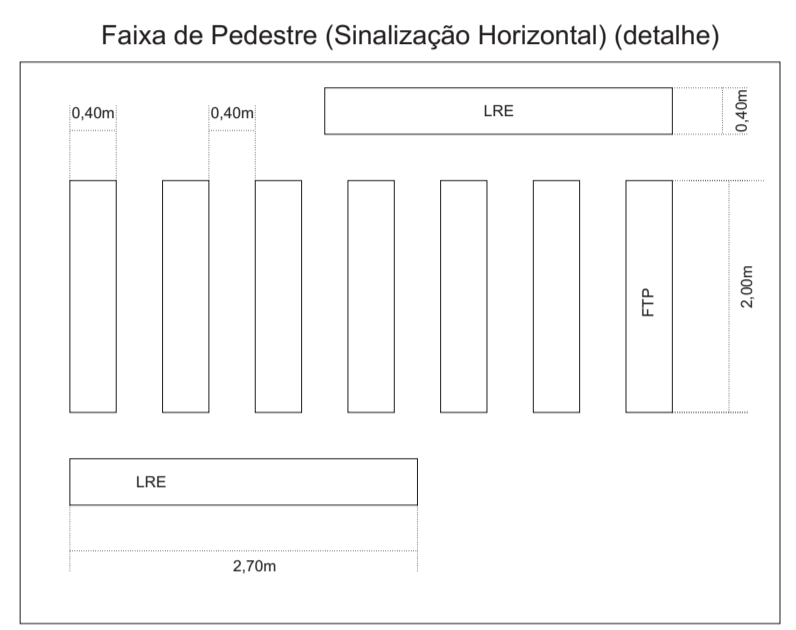 Faixa de Pedestre (Sinalização Horizontal) (detalhe)
0,40m
0,40m
LRE
0,40m
FTP
2,00m
LRE
2,70m